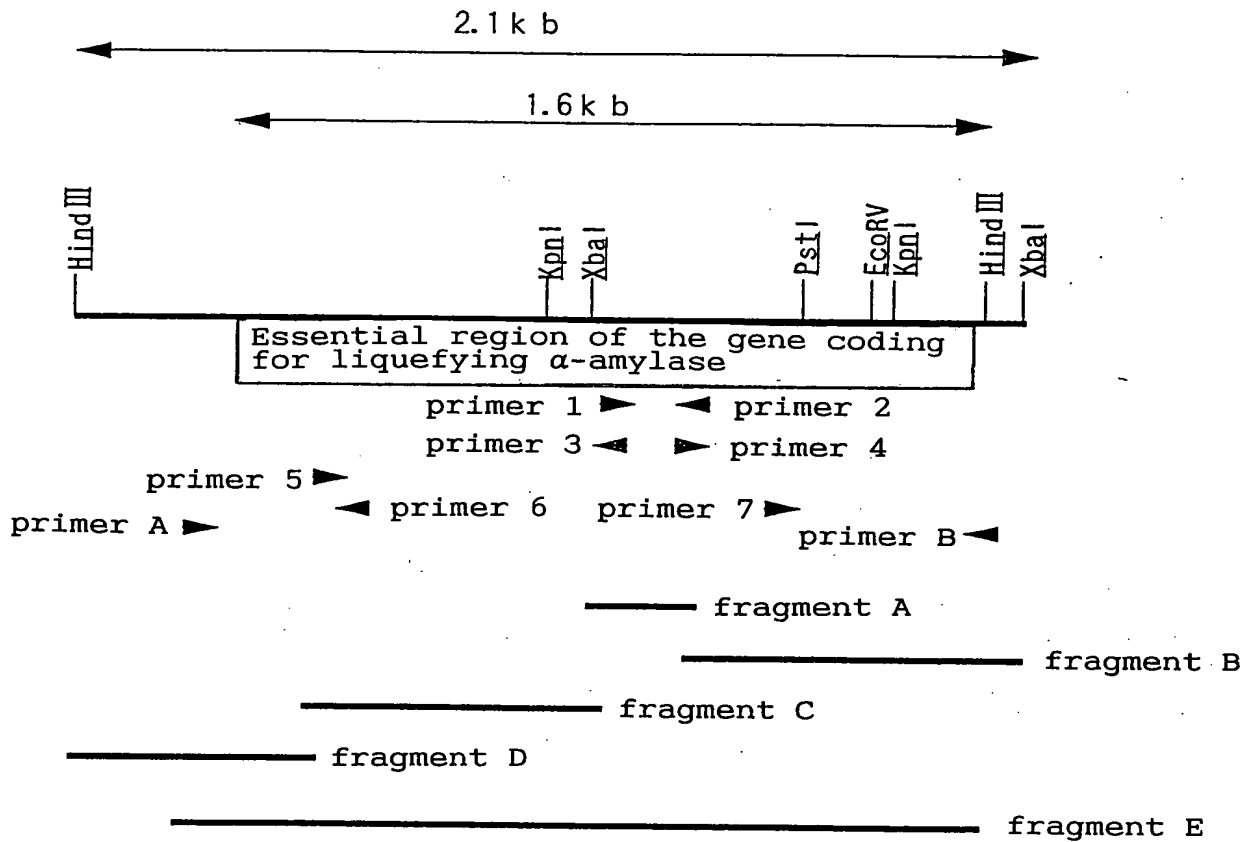 2.1k b
1.6k b
HindIII
KpnI
XbaI
PstI
EcoRV
KpnI
HindIII
XbaI
Essential region of the gene coding
for liquefying α-amylase
primer 1
primer 2
primer 3
primer 4
primer 5
primer 6
primer 7
primer A
primer B
fragment A
fragment B
fragment C
fragment D
fragment E